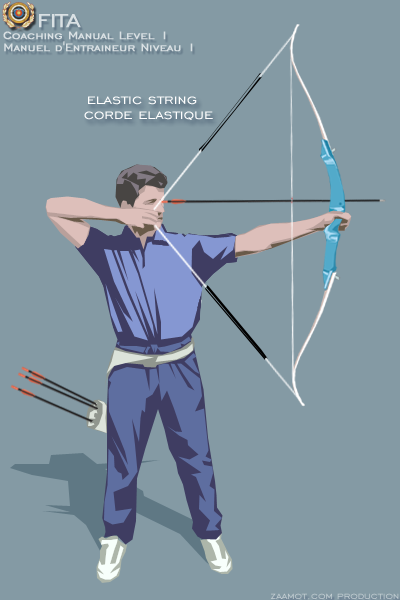 FITA
Coaching Manual Level 1
Manuel d'Entraineur Niveau 1
ELASTIC STRING
CORDE ELASTIQUE
ZAAMOT.COM PRODUCTION